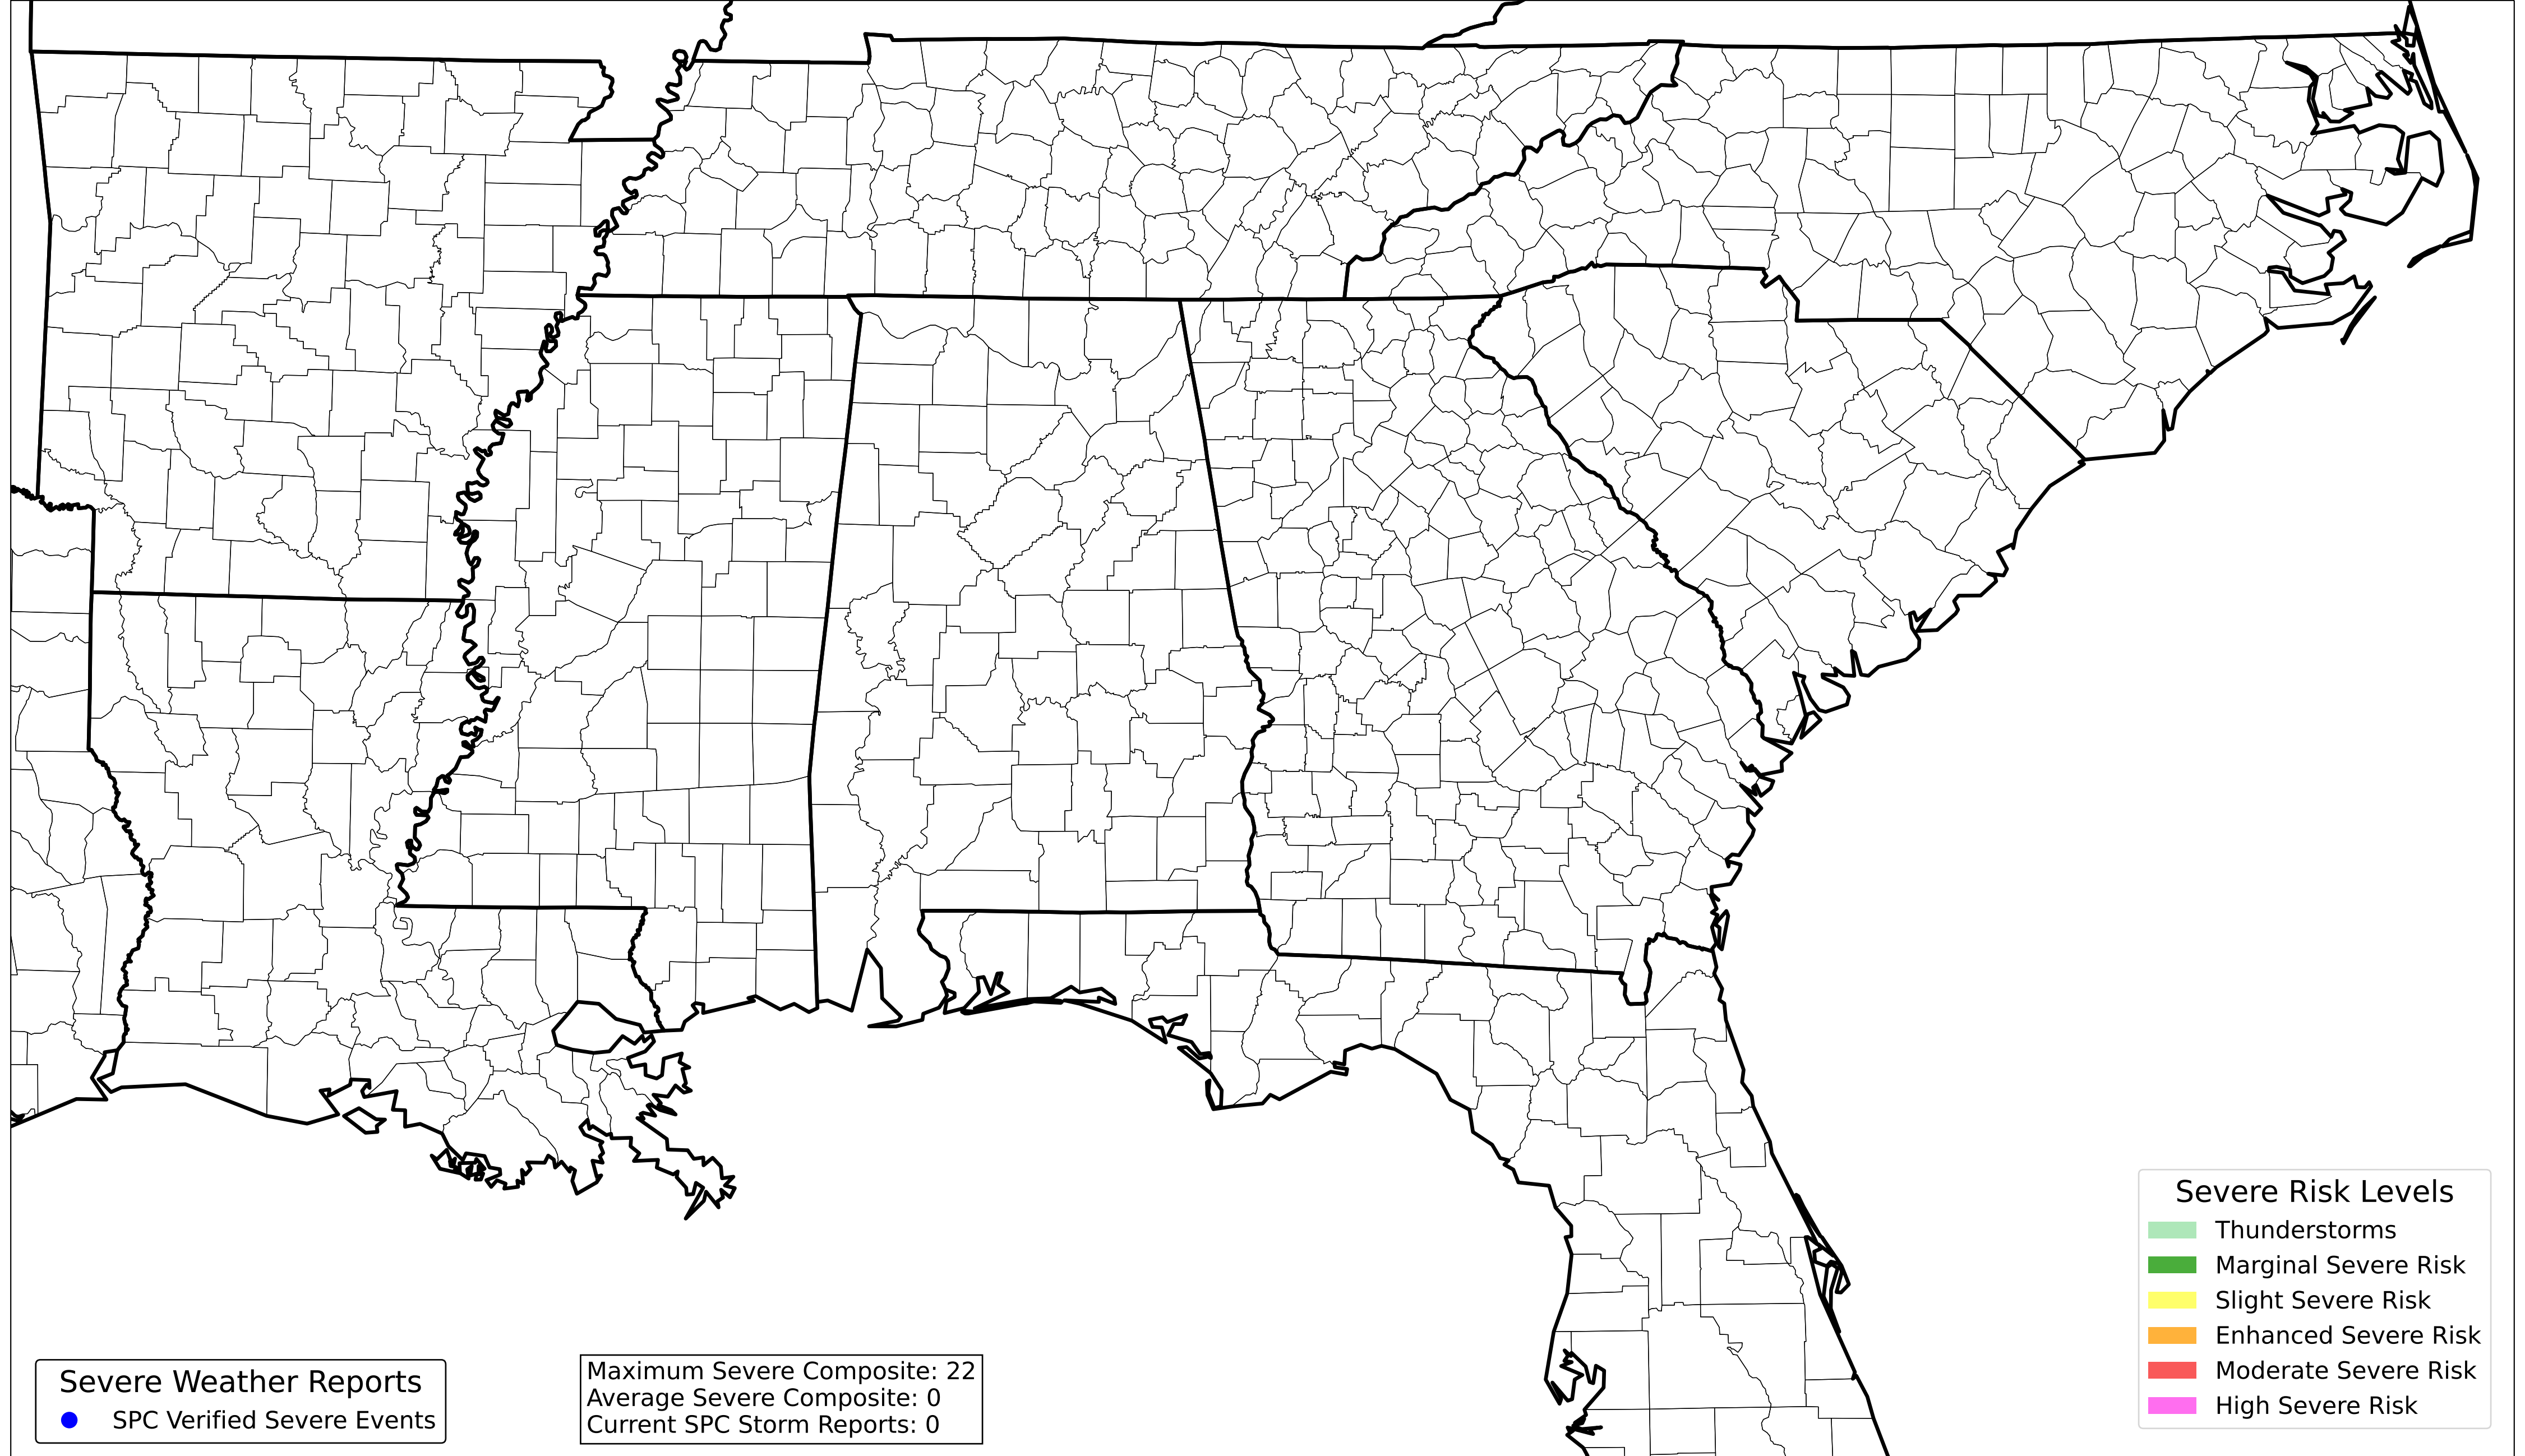 Severe Weather Reports
SPC Verified Severe Events
Maximum Severe Composite: 22
Average Severe Composite: 0
Current SPC Storm Reports: 0
Severe Risk Levels
Thunderstorms
Marginal Severe Risk
Slight Severe Risk
Enhanced Severe Risk
Moderate Severe Risk
High Severe Risk